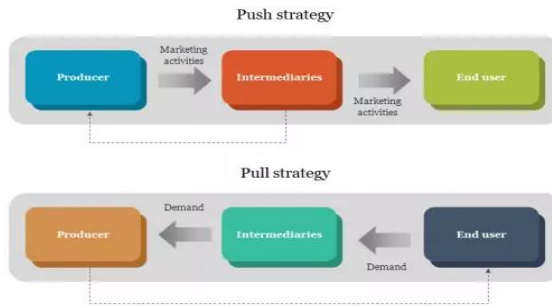 Push strategy
Marketing
activities
Producer
Intermediaries
End user
Marketing
activities
Pull strategy
Demand
Producer
Intermediaries
End user
Demand